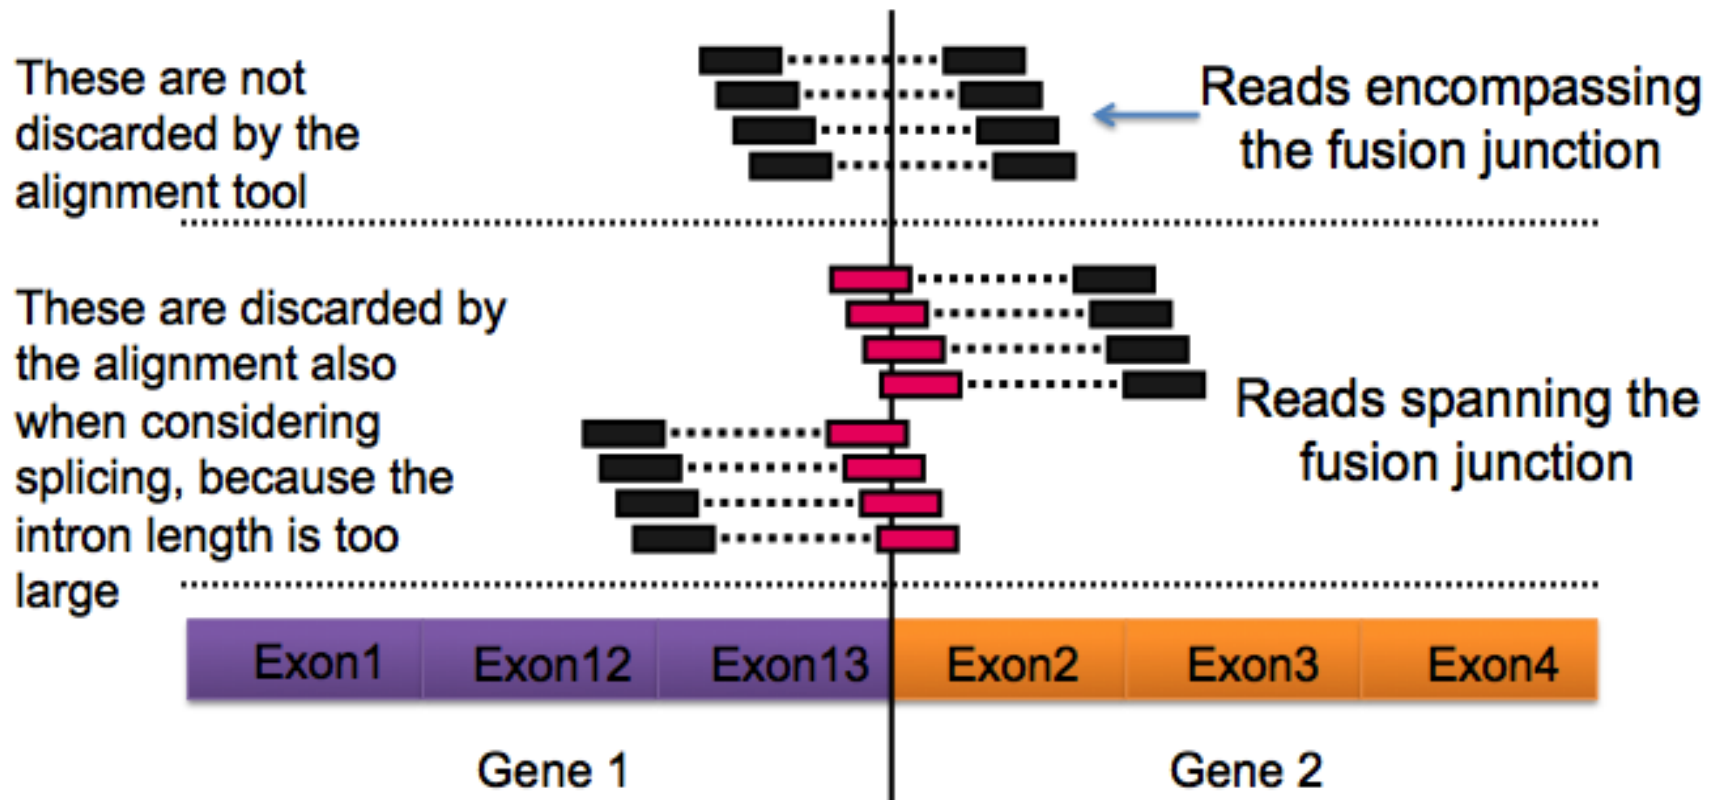 These are not
discarded by the
alignment tool
Reads encompassing
the fusion junction
These are discarded by
the alignment also
when considering
splicing, because the
intron length is too
large
Reads spanning the
fusion junction
Exon1 Exon12 Exon13 Exon2 Exon3 Exon4
Gene 1 Gene 2